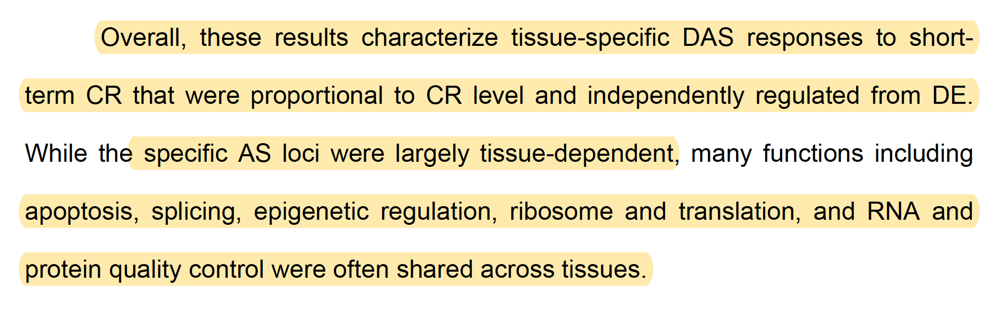 Overall, these results characterize tissue-specific DAS responses to short-
term CR that were proportional to CR level and independently regulated from DE.
While the specific AS loci were largely tissue-dependent, many functions including
apoptosis, splicing, epigenetic regulation, ribosome and translation, and RNA and
protein quality control were often shared across tissues.